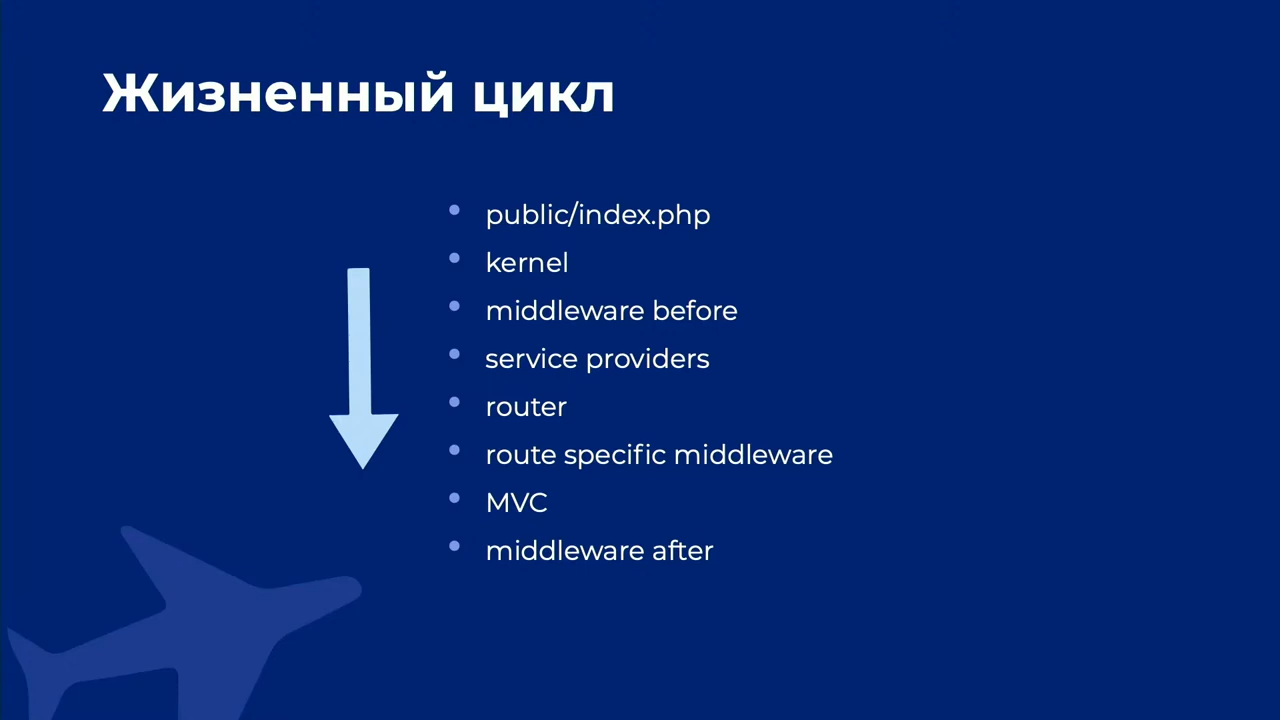 Жизненный цикл
public/index.php
kernel
middleware before
service providers
router
route specific middleware
MVC
middleware after